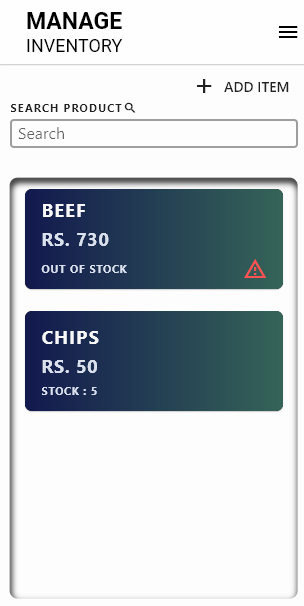 MANAGE
INVENTORY
ADD ITEM
SEARCH PRODUCT
Search
BEEF
RS. 730
OUT OF STOCK
CHIPS
RS. 50
STOCK : 5